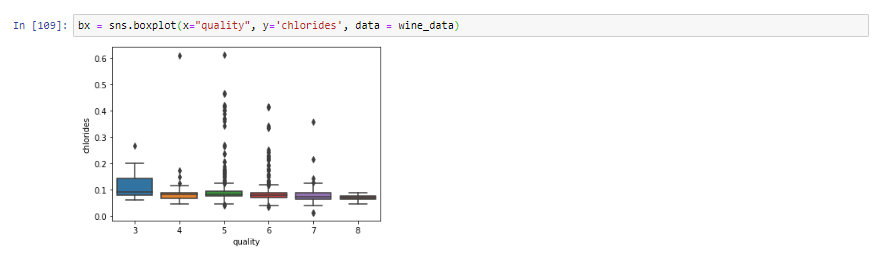 In [109]: bx = sns.boxplot(x="quality", y='chlorides', data = wine_data)
0.6
0.5
0.4
0.3
0.2
0.1
0.0
chlorides
3 4 5 6 7 8
quality